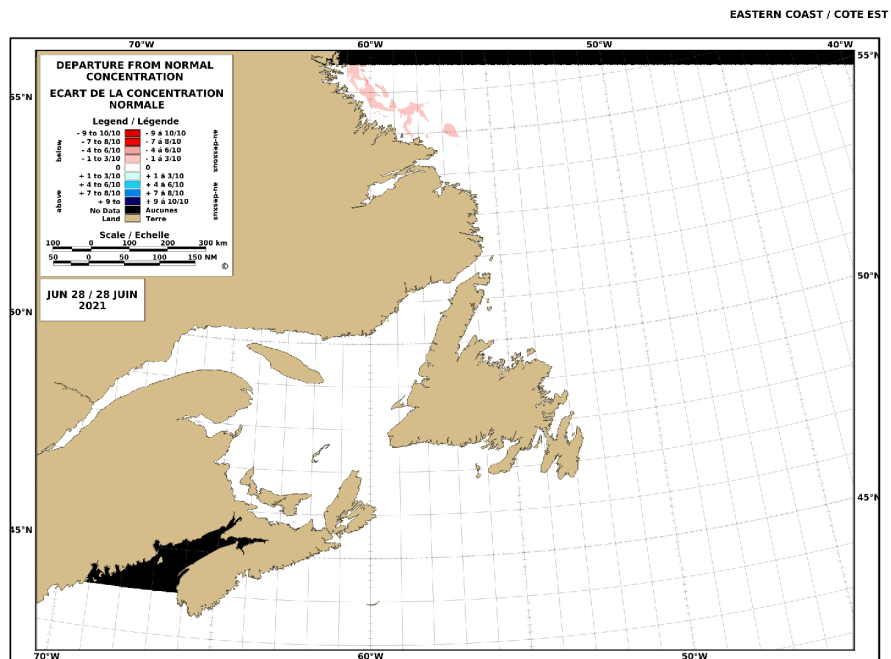 EASTERN COAST / COTE EST
70°W 60°W 50°W 40°W
55°N
DEPARTURE FROM NORMAL
CONCENTRATION
ECART DE LA CONCENTRATION
NORMALE
Legend / Légende
below
au-dessous
- 9 to 10/10 - 9 á 10/10
- 7 to 8/10 - 7 á 8/10
- 4 to 6/10 - 4 á 6/10
- 1 to 3/10 - 1 á 3/10
0 0
+ 1 to 3/10 + 1 á 3/10
+ 4 to 6/10 + 4 á 6/10
+ 7 to 8/10 + 7 á 8/10
+ 9 to + 9 á 10/10
above
No Data Aucunes
Land Terre
Scale / Echelle
100 0 100 200 300 km
50 0 50 100 150 NM
©
55°N
JUN 28 / 28 JUIN
2021
50°N
50°N
45°N
45°N
70°W 60°W 50°W